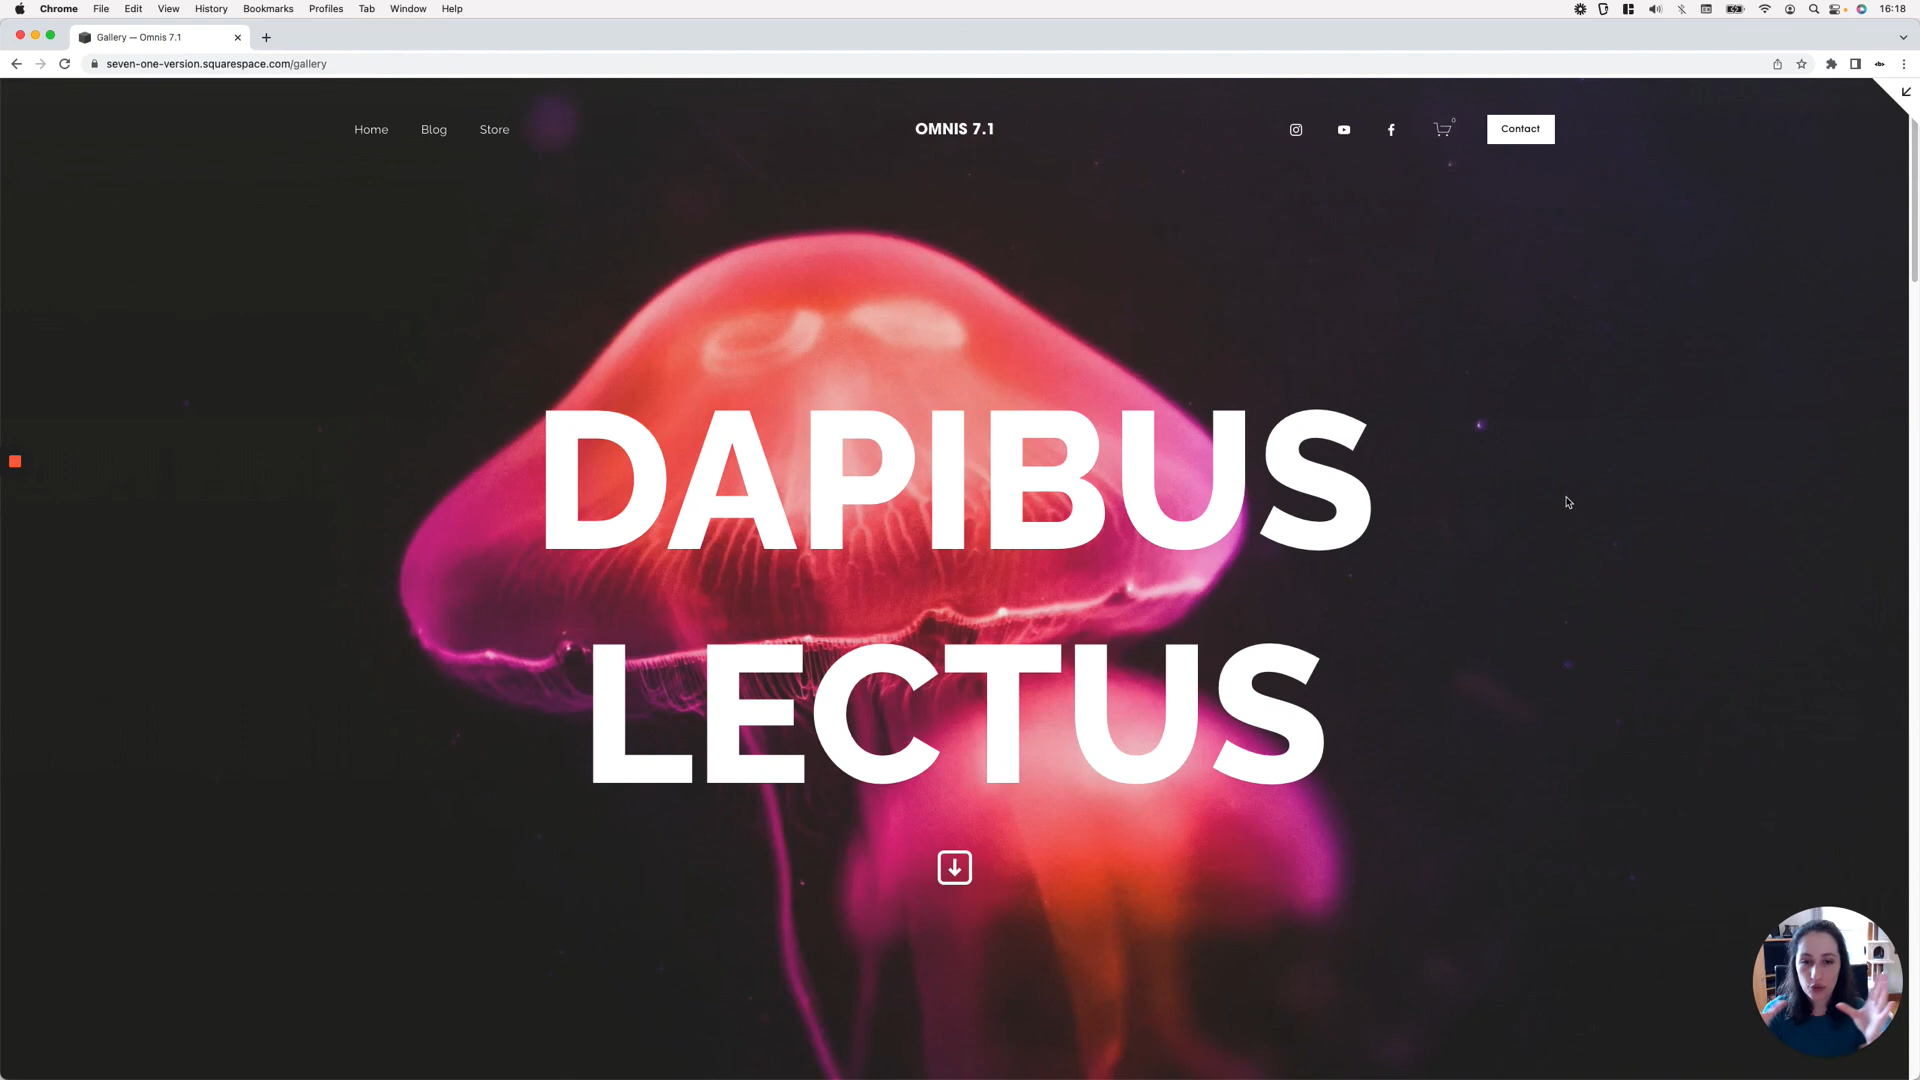 Chrome File Edit View History Bookmarks Profiles Tab Window Help 16:18
Gallery — Omnis 7.1
seven-one-version.squarespace.com/gallery
Home Blog Store OMNIS 7.1 0 Contact
DAPIBUS
LECTUS